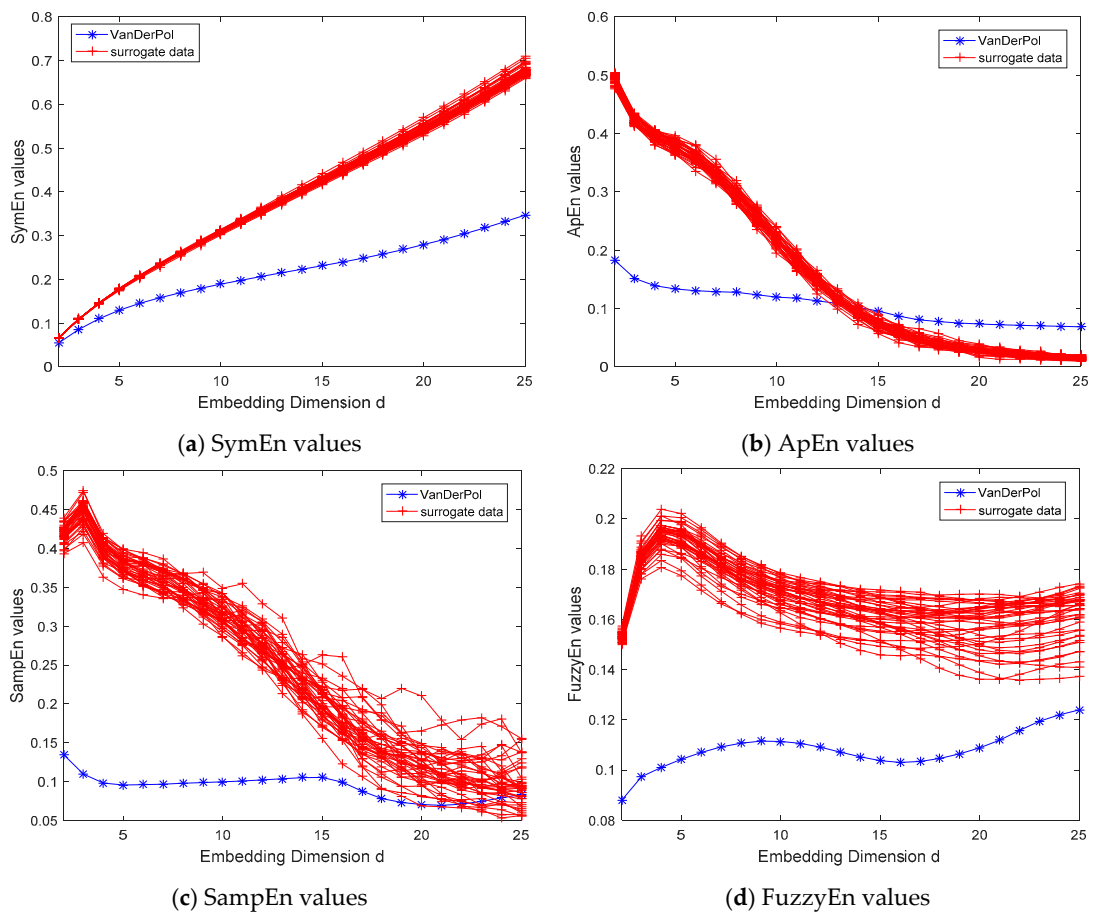 0.8
0.7
0.6
0.5
0.4
0.3
0.2
0.1
0
SymEn values
VanDerPol
surrogate data
5
10
15
20
25
Embedding Dimension d
(a) SymEn values
0.6
0.5
0.4
0.3
0.2
0.1
0
ApEn values
VanDerPol
surrogate data
5
10
15
20
25
Embedding Dimension d
(b) ApEn values
0.5
0.45
0.4
0.35
0.3
0.25
0.2
0.15
0.1
0.05
SampEn values
VanDerPol
surrogate data
5
10
15
20
25
Embedding Dimension d
(c) SampEn values
0.22
0.2
0.18
0.16
0.14
0.12
0.1
0.08
FuzzyEn values
VanDerPol
surrogate data
5
10
15
20
25
Embedding Dimension d
(d) FuzzyEn values